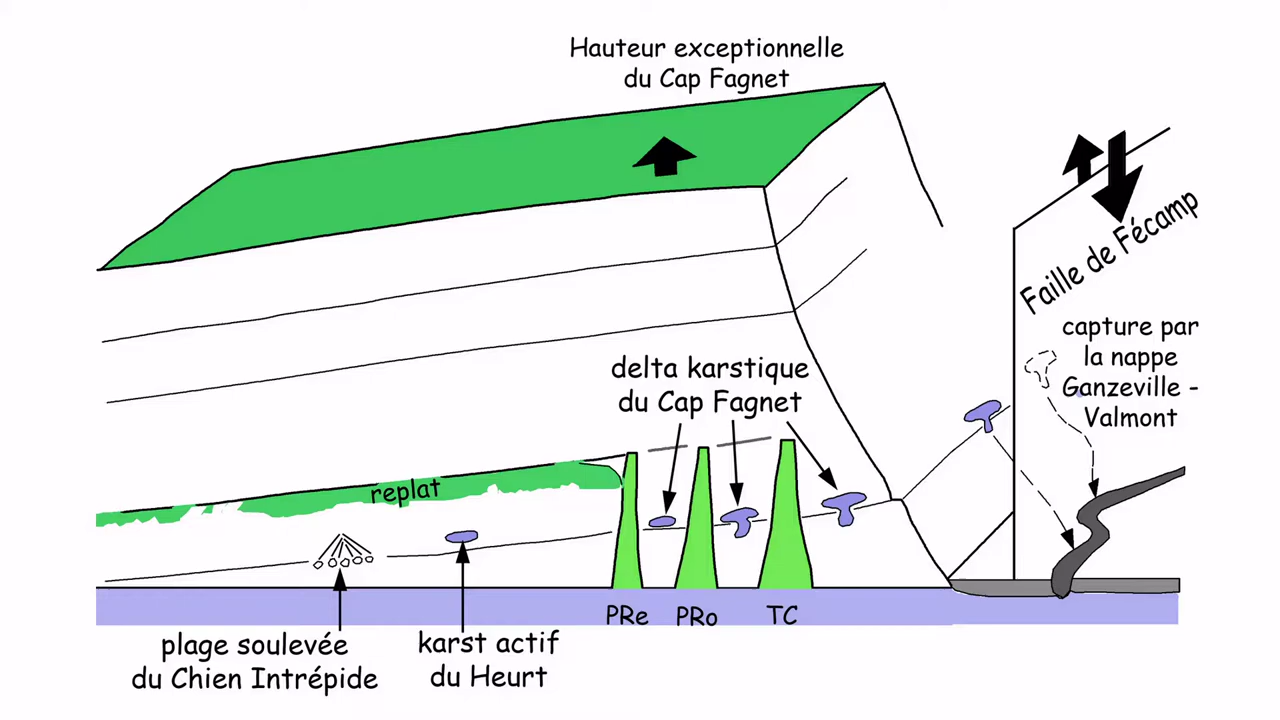 Hauteur exceptionnelle
du Cap Fagnet
Faille de Fécamp
capture par
la nappe
Ganzeville -
Valmont
delta karstique
du Cap Fagnet
replat
PRe
PRo
TC
plage soulevée
du Chien Intrépide
karst actif
du Heurt